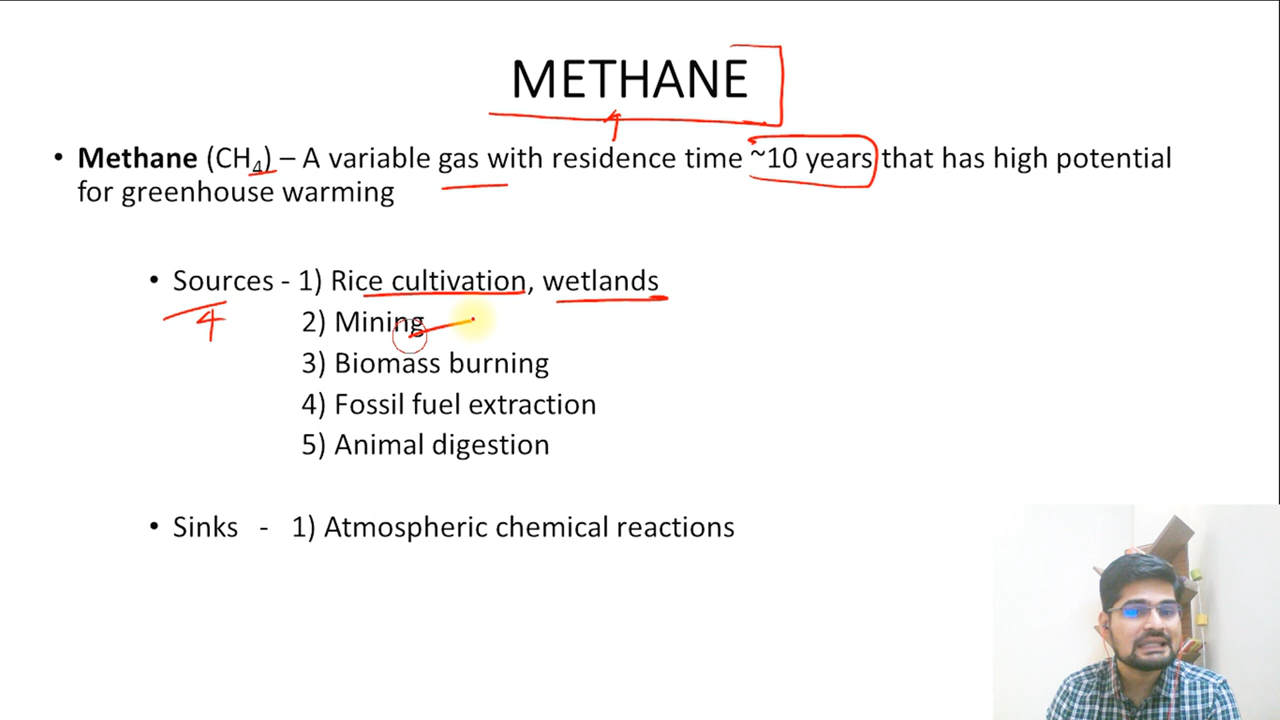 METHANE
• Methane (CH₄) – A variable gas with residence time ~10 years that has high potential
for greenhouse warming
• Sources - 1) Rice cultivation, wetlands
4
2) Mining
3) Biomass burning
4) Fossil fuel extraction
5) Animal digestion
• Sinks - 1) Atmospheric chemical reactions